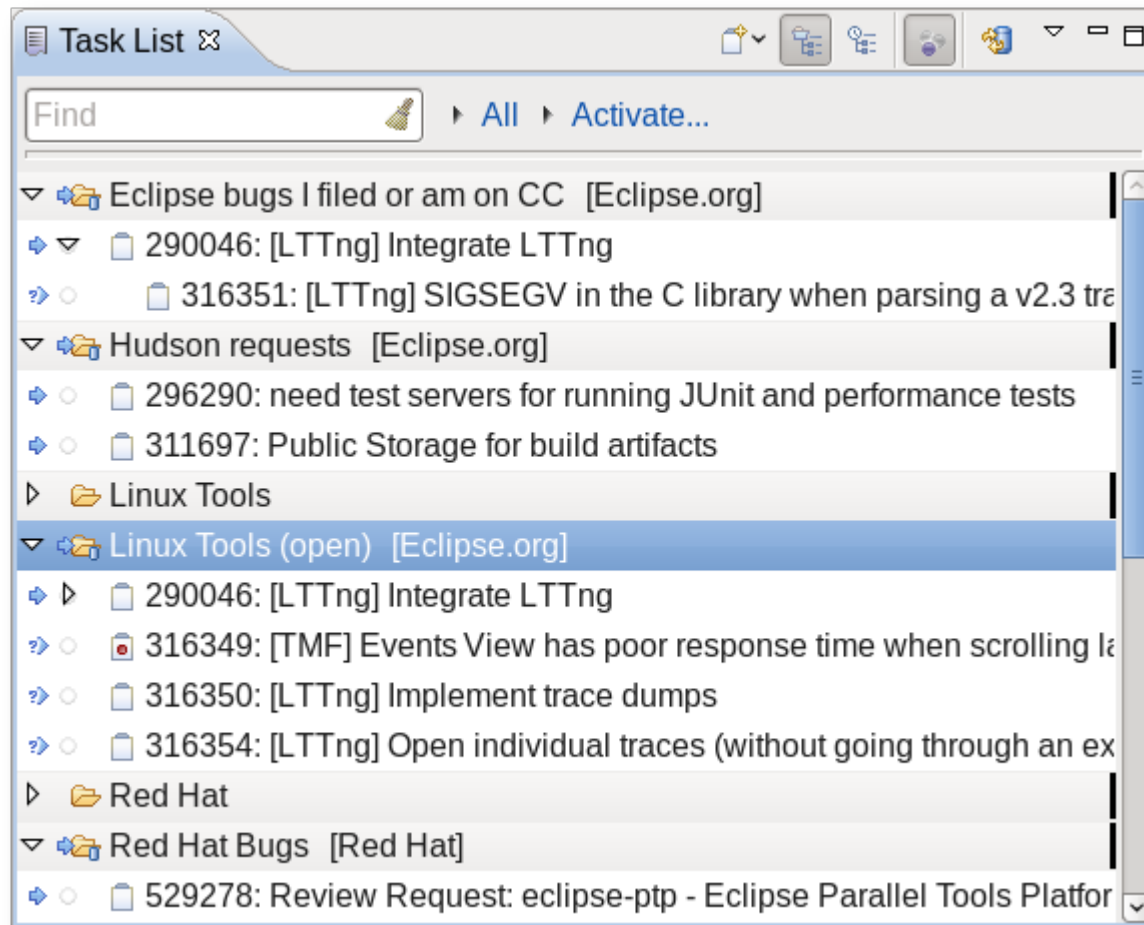 Task List
Find All Activate...
Eclipse bugs I filed or am on CC [Eclipse.org]
290046: [LTTng] Integrate LTTng
316351: [LTTng] SIGSEGV in the C library when parsing a v2.3
Hudson requests [Eclipse.org]
296290: need test servers for running JUnit and performance tests
311697: Public Storage for build artifacts
Linux Tools
Linux Tools (open) [Eclipse.org]
290046: [LTTng] Integrate LTTng
316349: [TMF] Events View has poor response time when scrolling
316350: [LTTng] Implement trace dumps
316354: [LTTng] Open individual traces (without going through an ex
Red Hat
Red Hat Bugs [Red Hat]
529278: Review Request: eclipse-ptp - Eclipse Parallel Tools Platfor